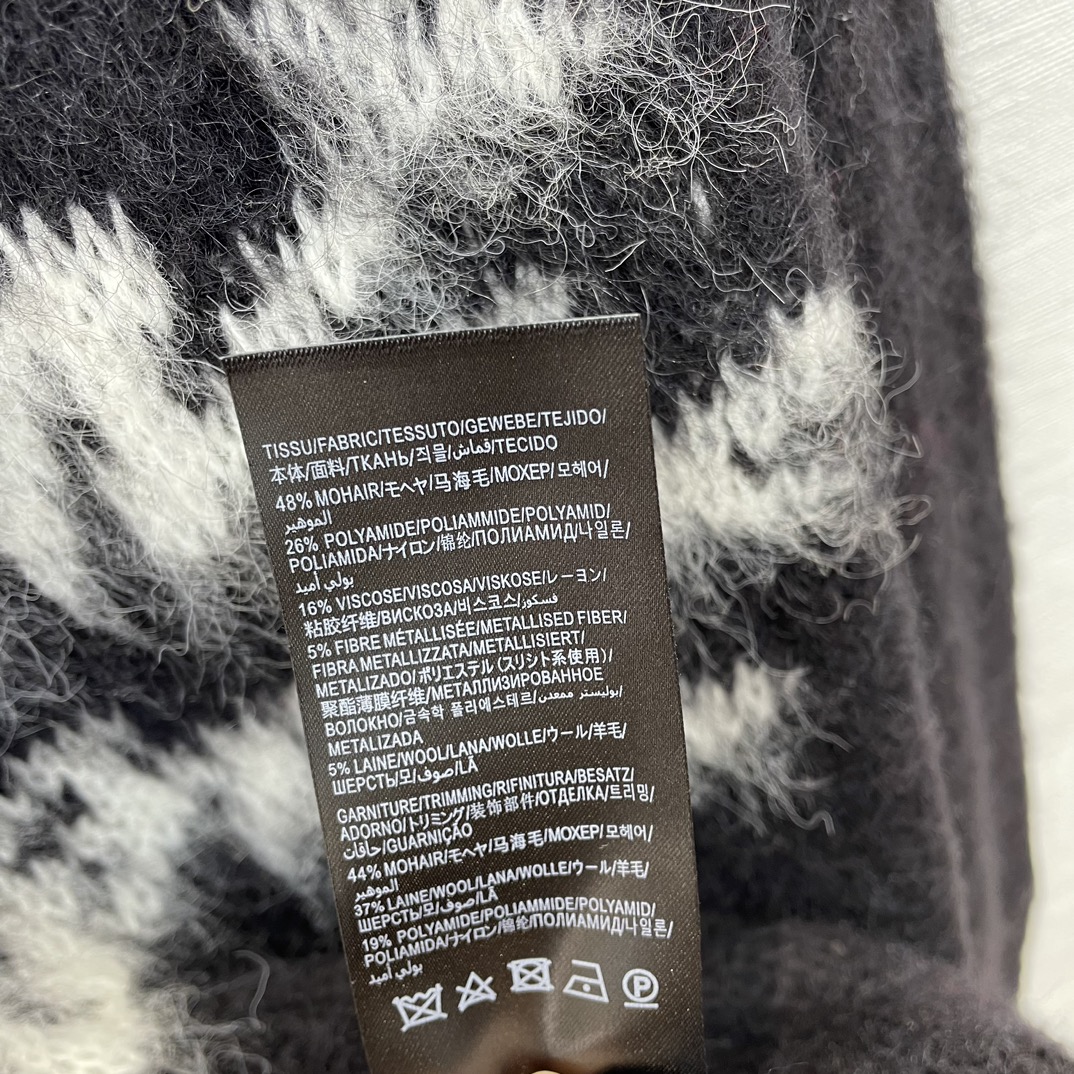 TISSU/FABRIC/TESSUTO/GEWEBE/TEJIDO/
本体/面料/ТКАНЬ/직물/قماش/TECIDO
48% MOHAIR/モヘヤ/马海毛/МОХЕР/모헤어/
الموهير
26% POLYAMIDE/POLIAMMIDE/POLYAMID/
POLIAMIDA/ナイロン/锦纶/ПОЛИАМИД/나일론/
بولي أميد
16% VISCOSE/VISCOSA/VISKOSE/レーヨン/
粘胶纤维/ВИСКОЗА/비스코스/فسكوز
5% FIBRE MÉTALLISÉE/METALLISED FIBER/
FIBRA METALLIZZATA/METALLISIERT/
METALIZADO/ポリエステル(スリシト系使用)/
聚酯薄膜纤维/МЕТАЛЛИЗИРОВАННОЕ
ВОЛОКНО/금속학 폴리에스테르/بوليستر ممعدن/
METALIZADA
5% LAINE/WOOL/LANA/WOLLE/ウール/羊毛/
ШЕРСТЬ/모/صوف/LÃ
GARNITURE/TRIMMING/RIFINITURA/BESATZ/
ADORNO/トリミング/装饰部件/ОТДЕЛКА/트리밍/
حافات/GUARNIÇÃO
44% MOHAIR/モヘヤ/马海毛/МОХЕР/모헤어/
الموهير
37% LAINE/WOOL/LANA/WOLLE/ウール/羊毛/
ШЕРСТЬ/모/صوف/LÃ
19% POLYAMIDE/POLIAMMIDE/POLYAMID/
POLIAMIDA/ナイロン/锦纶/ПОЛИАМИД/나일론/
بولي أميد
P